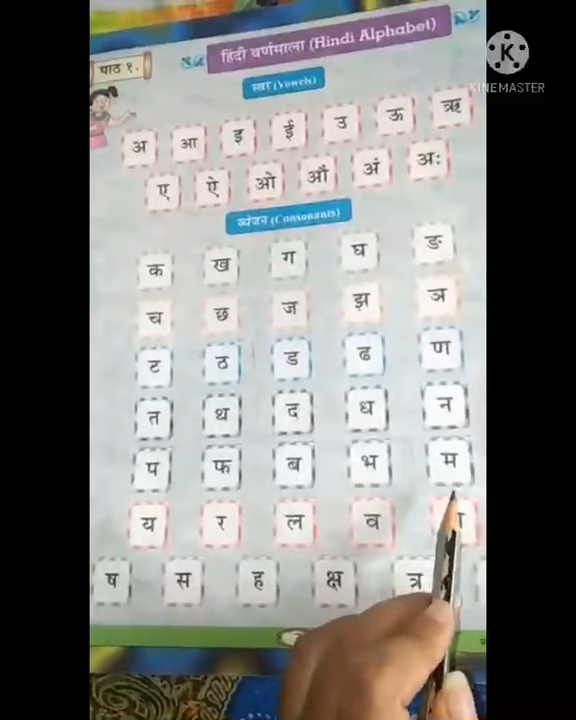 हिंदी वर्णमाला (Hindi Alphabet)
पाठ १.
स्वर (Vowels)
अ आ इ ई उ ऊ ऋ
ए ऐ ओ औ अं अः
व्यंजन (Consonants)
क ख ग घ ङ
च छ ज झ ञ
ट ठ ड ढ ण
त थ द ध न
प फ ब भ म
य र ल व
ष स ह क्ष त्र
K
KINEMASTER